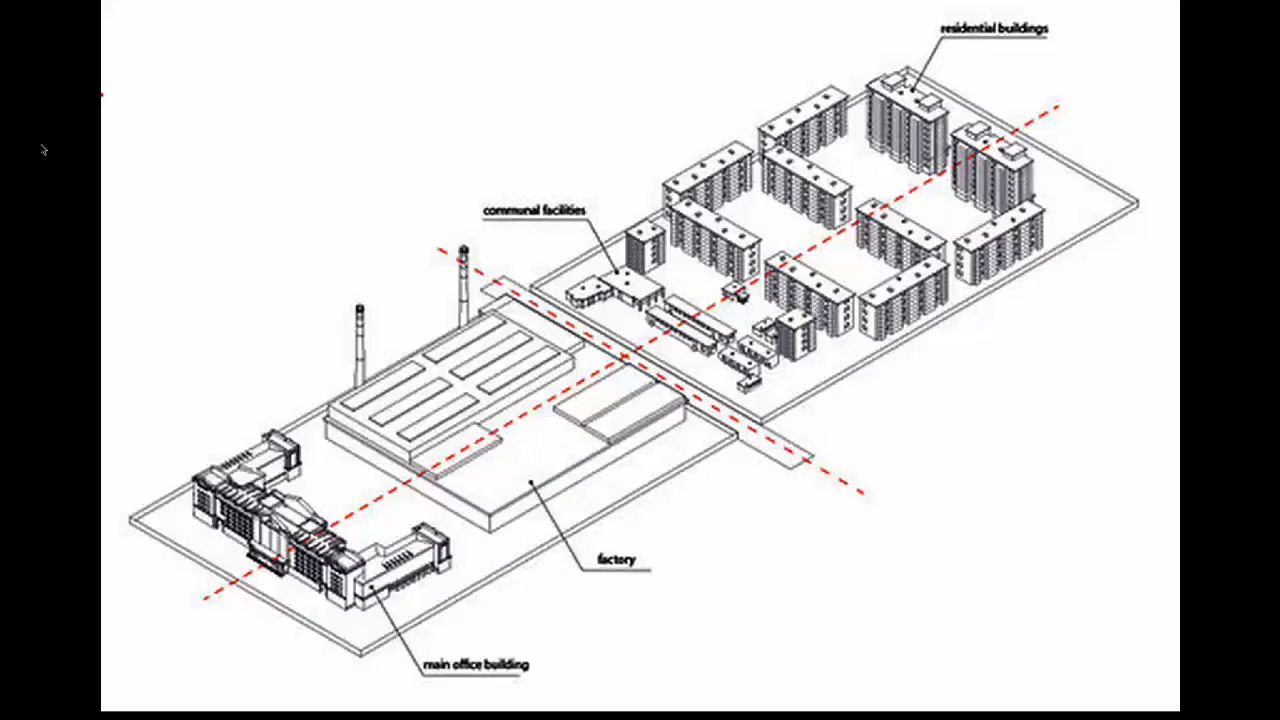 residential buildings
communal facilities
factory
main office building